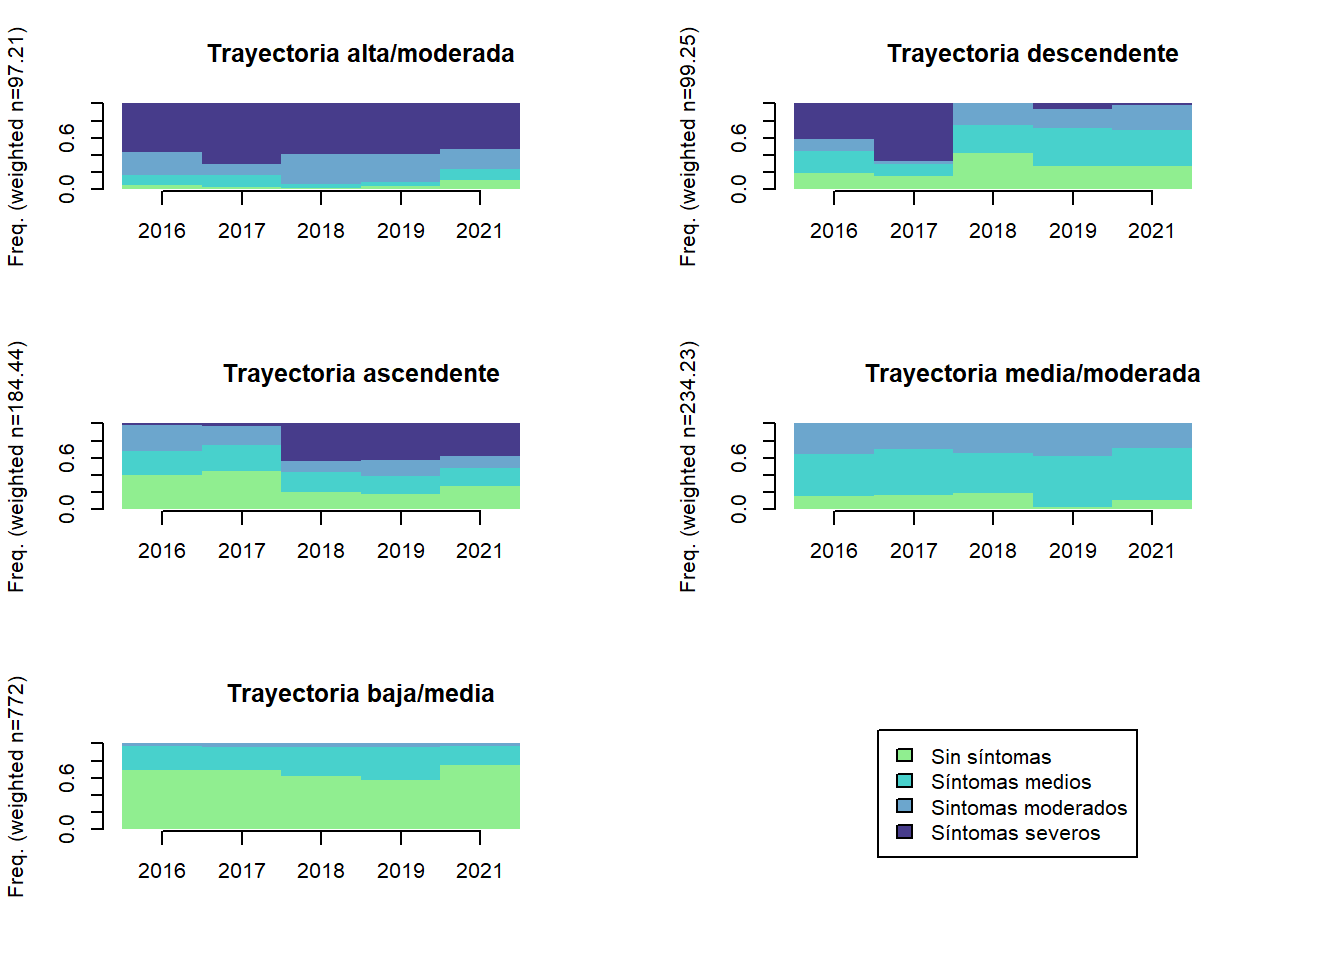 Trayectoria alta/moderada
Freq. (weighted n=97.21)
0.0 0.6
2016 2017 2018 2019 2021
Trayectoria descendente
Freq. (weighted n=99.25)
0.0 0.6
2016 2017 2018 2019 2021
Trayectoria ascendente
Freq. (weighted n=184.44)
0.0 0.6
2016 2017 2018 2019 2021
Trayectoria media/moderada
Freq. (weighted n=234.23)
0.0 0.6
2016 2017 2018 2019 2021
Trayectoria baja/media
Freq. (weighted n=772)
0.0 0.6
2016 2017 2018 2019 2021
Sin síntomas
Síntomas medios
Sintomas moderados
Síntomas severos